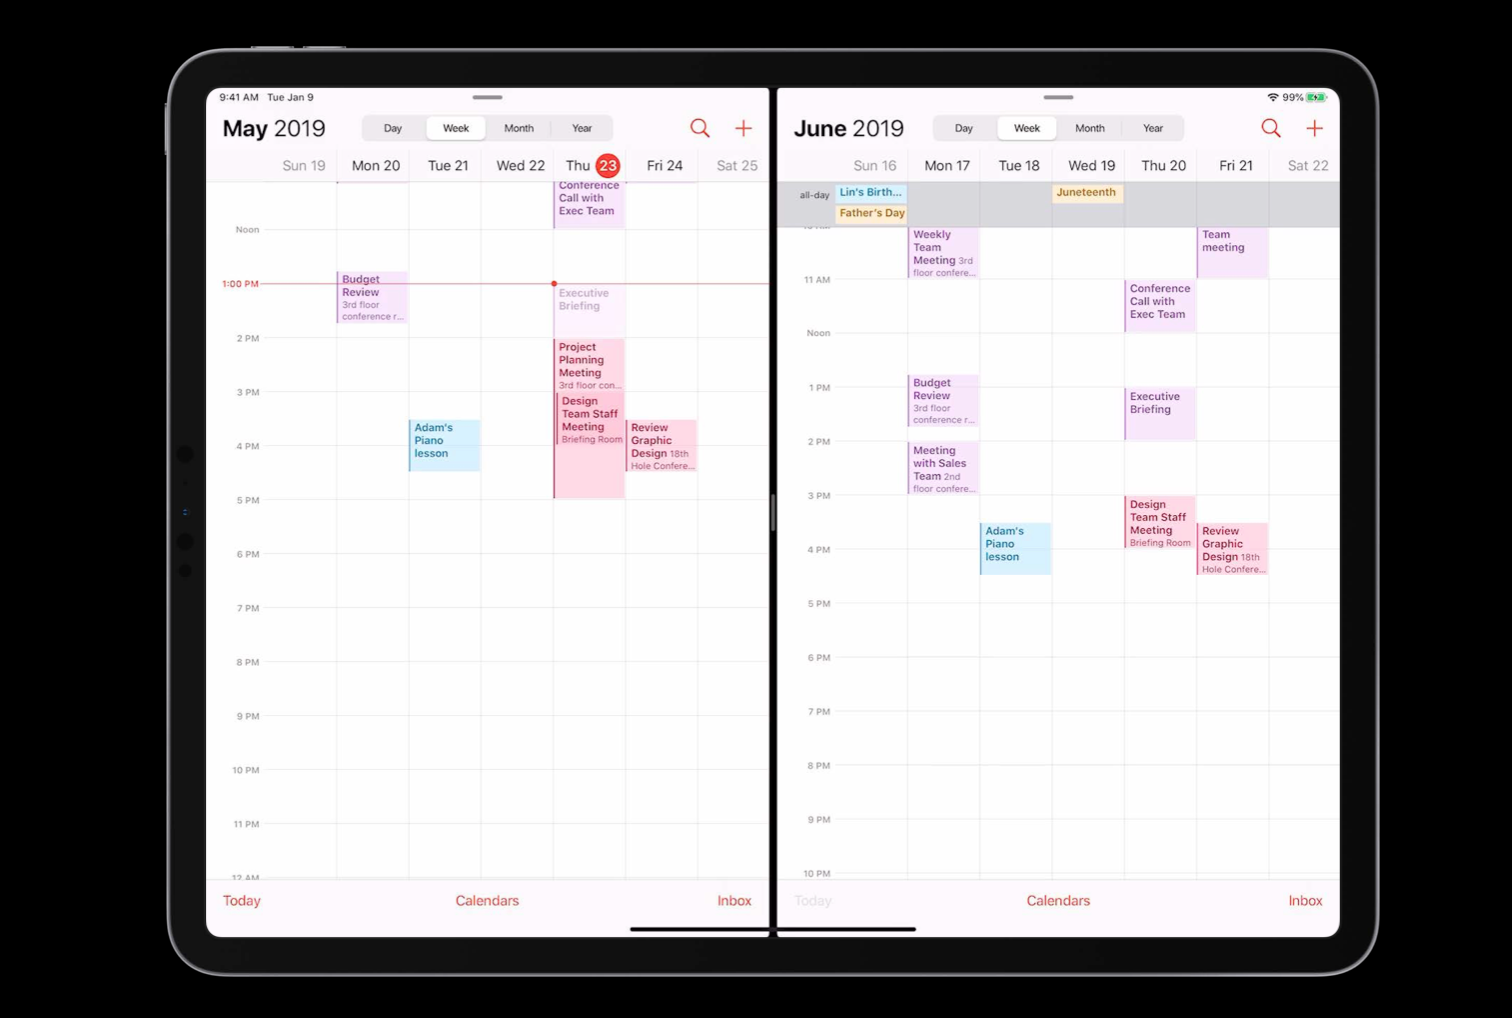 9:41 AM Tue Jan 9
May 2019
Day Week Month Year
Sun 19 Mon 20 Tue 21 Wed 22 Thu 23 Fri 24 Sat 25
Conference
Call with
Exec Team
Noon
Budget
Review
3rd floor
conference r...
1:00 PM
Executive
Briefing
2 PM
Project
Planning
Meeting
3rd floor con...
3 PM
Design
Team Staff
Meeting
Briefing Room
Adam's
Piano
lesson
Review
Graphic
Design 18th
Hole Confere...
4 PM
5 PM
6 PM
7 PM
8 PM
9 PM
10 PM
11 PM
12 AM
Today Calendars Inbox
99%
June 2019
Day Week Month Year
Sun 16 Mon 17 Tue 18 Wed 19 Thu 20 Fri 21 Sat 22
all-day
Lin's Birth...
Father's Day
Juneteenth
Weekly
Team
Meeting 3rd
floor confere...
Team
meeting
11 AM
Conference
Call with
Exec Team
Noon
Budget
Review
3rd floor
conference r...
1 PM
Executive
Briefing
2 PM
Meeting
with Sales
Team 2nd
floor confere...
3 PM
Design
Team Staff
Meeting
Briefing Room
Adam's
Piano
lesson
Review
Graphic
Design 18th
Hole Confere...
4 PM
5 PM
6 PM
7 PM
8 PM
9 PM
10 PM
Today Calendars Inbox